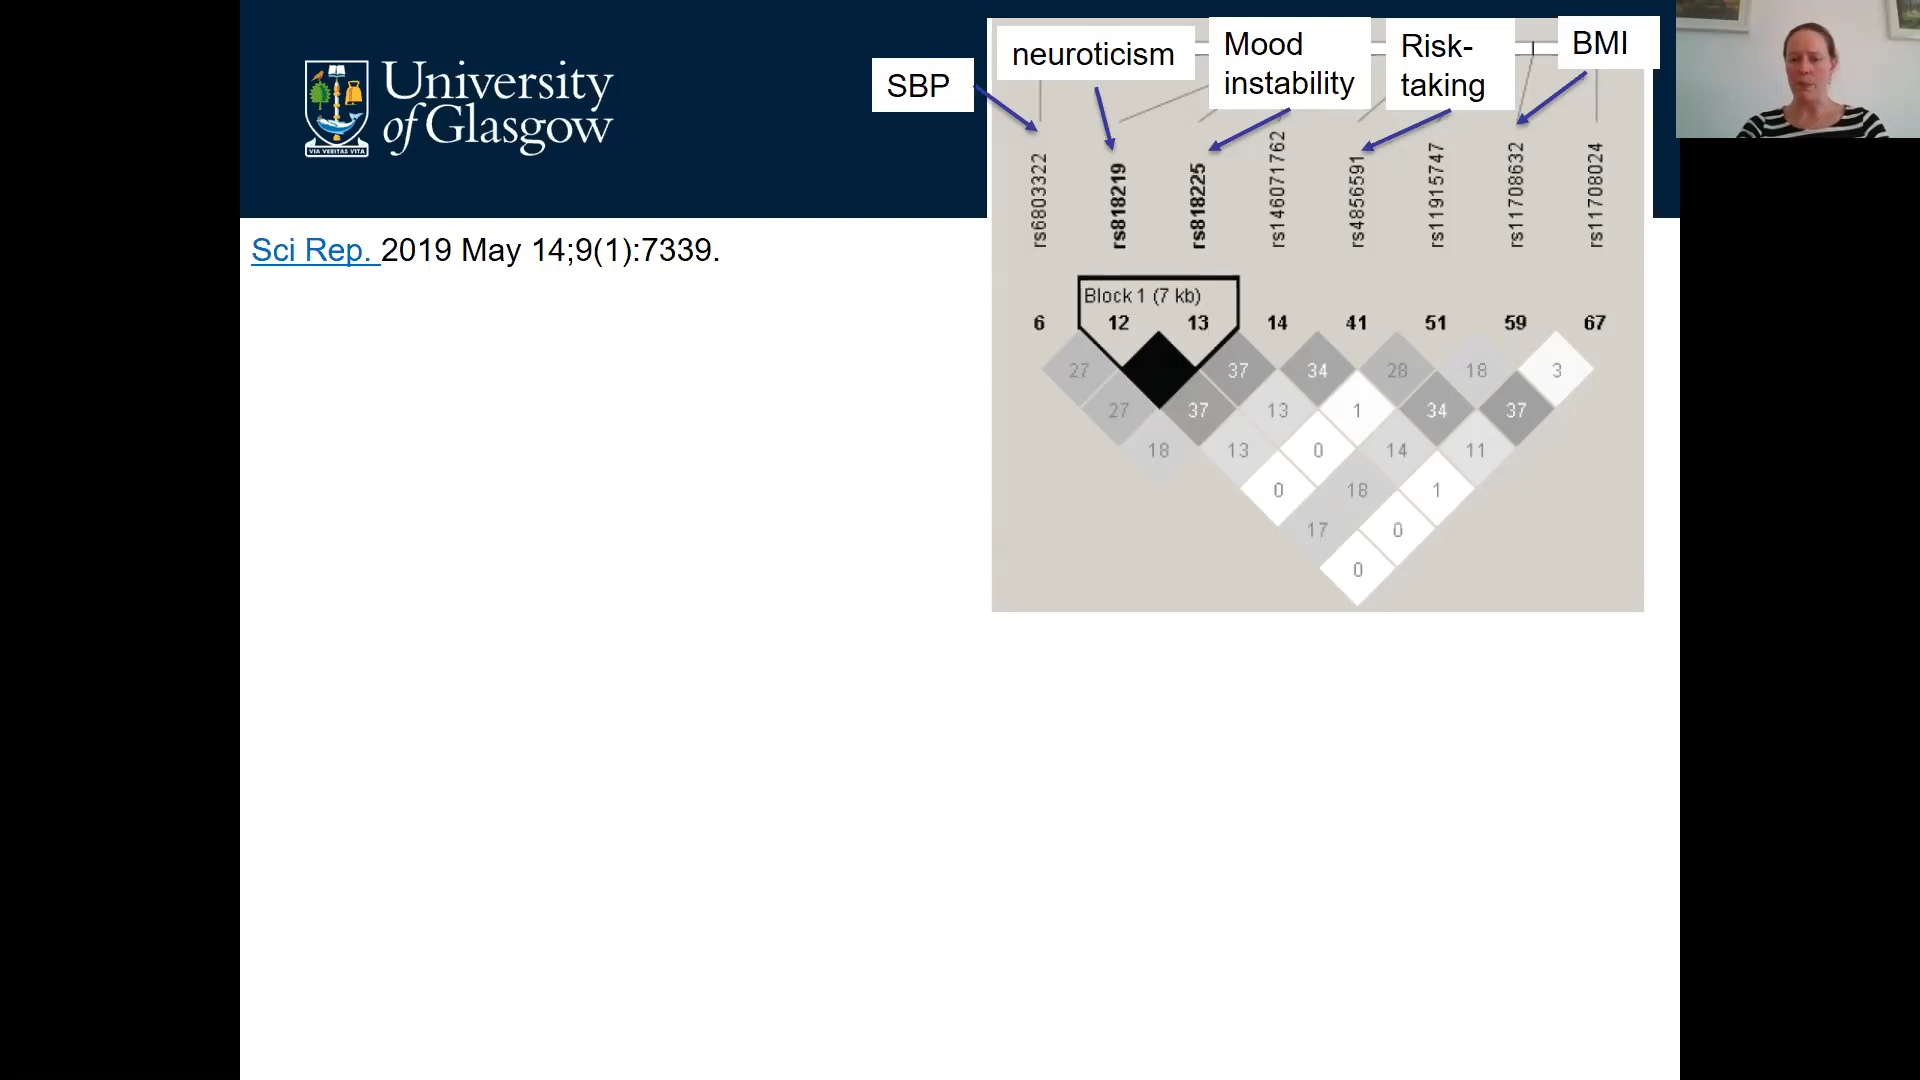 University
of Glasgow
VIA VERITAS VITA
SBP
neuroticism
Mood
instability
Risk-
taking
BMI
Sci Rep. 2019 May 14;9(1):7339.
rs6803322
rs818219
rs818225
rs146071762
rs4856591
rs11915747
rs11708632
rs11708024
Block 1 (7 kb)
6 12 13 14 41 51 59 67
27 37 34 28 18 3
27 37 13 1 34 37
18 13 0 14 11
0 18 1
17 0
0